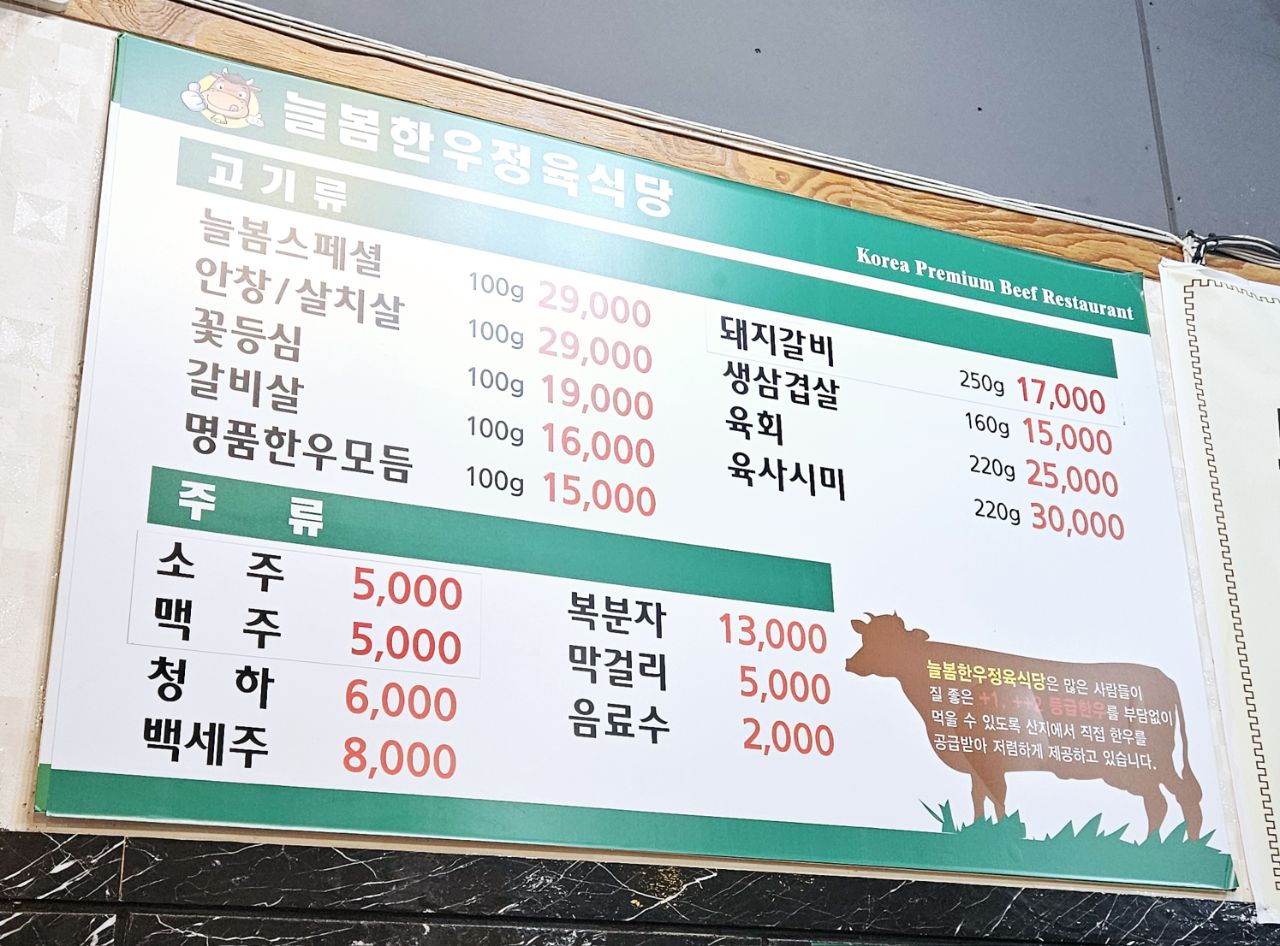 늘봄한우정육식당
Korea Premium Beef Restaurant
고기류
늘봄스페셜 100g 29,000
안창/살치살 100g 29,000
꽃등심 100g 19,000
갈비살 100g 16,000
명품한우모듬 100g 15,000
돼지갈비 250g 17,000
생삼겹살 160g 15,000
육회 220g 25,000
육사시미 220g 30,000
주 류
소 주 5,000
맥 주 5,000
청 하 6,000
백세주 8,000
복분자 13,000
막걸리 5,000
음료수 2,000
늘봄한우정육식당은 많은 사람들이
질 좋은 +1, ++2 등급한우를 부담없이
먹을 수 있도록 산지에서 직접 한우를
공급받아 저렴하게 제공하고 있습니다.